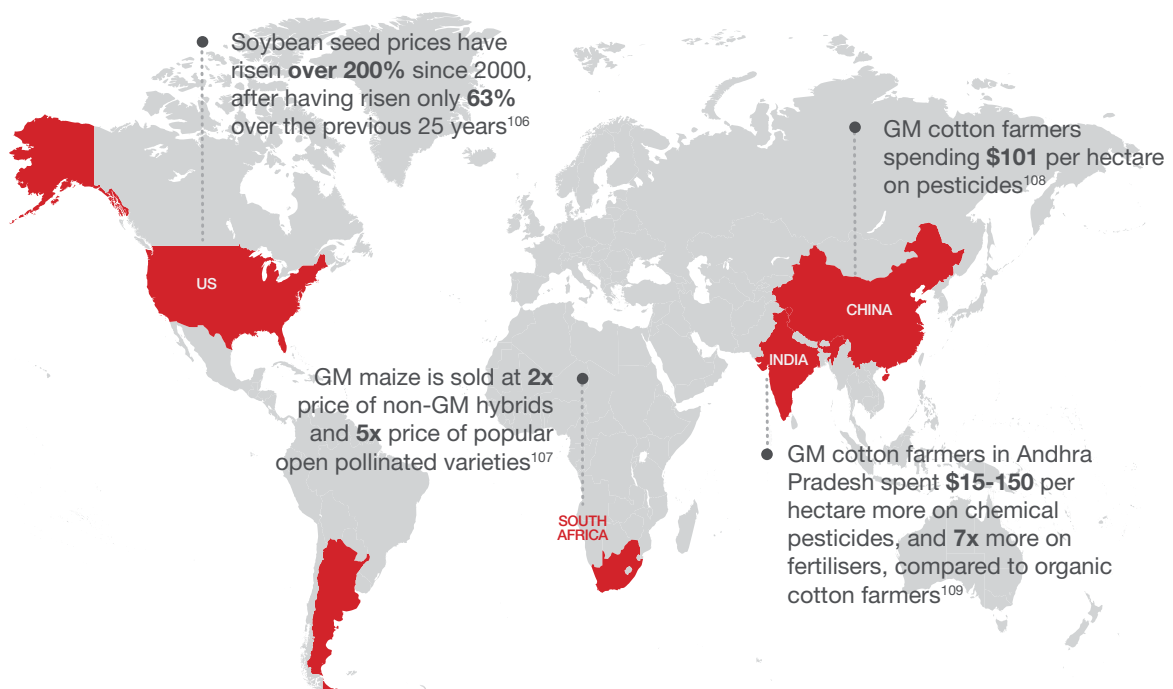 Soybean seed prices have
risen over 200% since 2000,
after having risen only 63%
over the previous 25 years106
GM cotton farmers
spending $101 per hectare
on pesticides108
US
CHINA
INDIA
GM maize is sold at 2x
price of non-GM hybrids
and 5x price of popular
open pollinated varieties107
GM cotton farmers in Andhra
Pradesh spent $15-150 per
hectare more on chemical
pesticides, and 7x more on
fertilisers, compared to organic
cotton farmers109
SOUTH
AFRICA